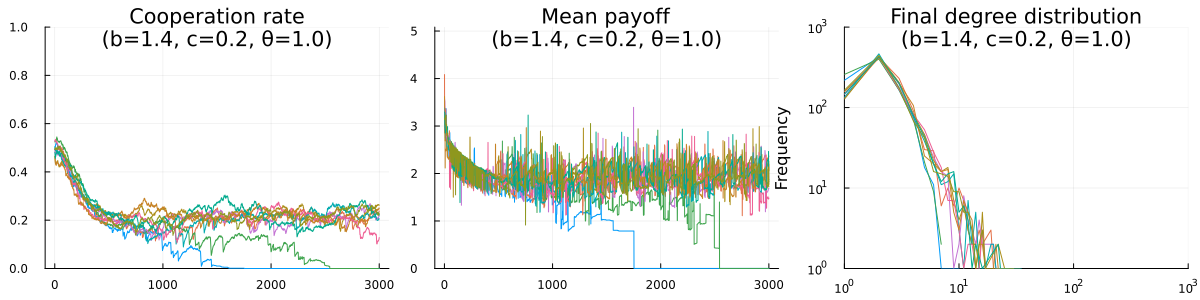 Cooperation rate
(b=1.4, c=0.2, θ=1.0)
1.0
0.8
0.6
0.4
0.2
0.0
0 1000 2000 3000
Mean payoff
(b=1.4, c=0.2, θ=1.0)
5
4
3
2
1
0
0 1000 2000 3000
Final degree distribution
(b=1.4, c=0.2, θ=1.0)
Frequency
10³
10²
10¹
10⁰
10⁰ 10¹ 10² 10³